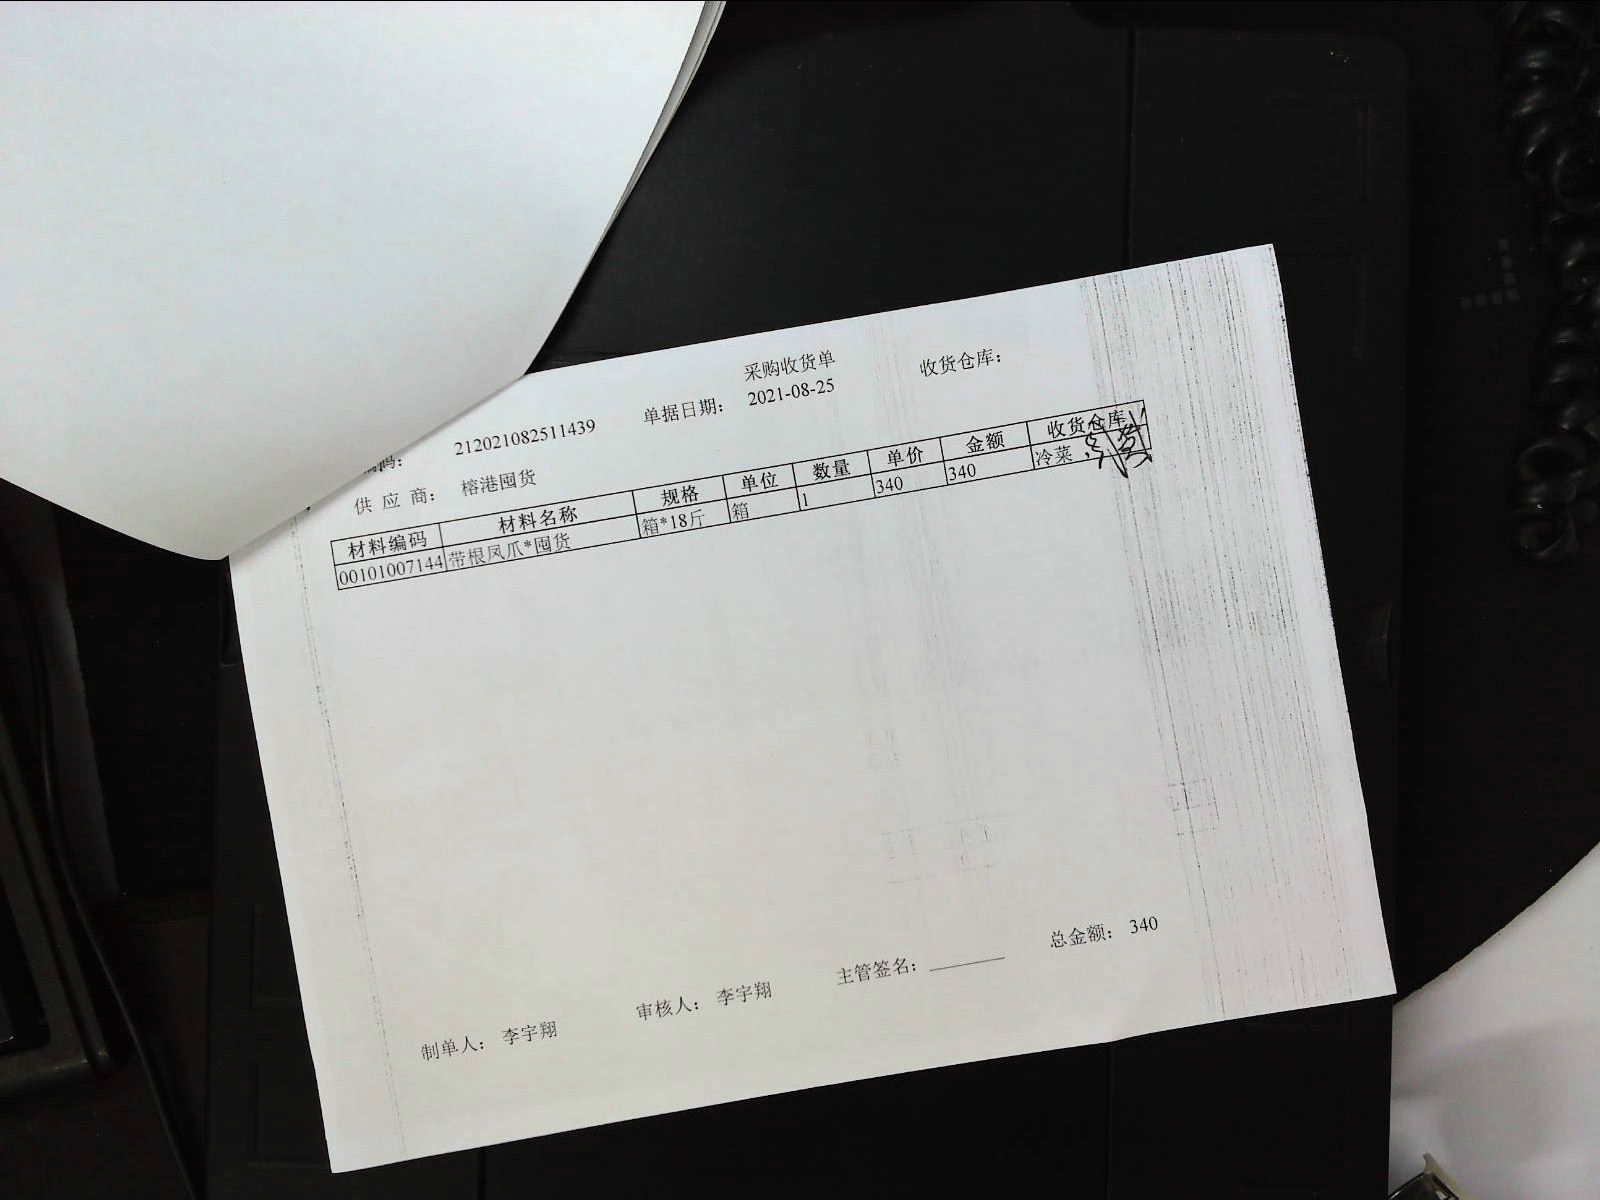 采购收货单
编码: 212021082511439 单据日期: 2021-08-25 收货仓库:
供应商: 榕港囤货
材料编码 材料名称 规格 单位 数量 单价 金额 收货仓库
00101007144 带根凤爪*囤货 箱*18斤 箱 1 340 340 冷菜
总金额: 340
制单人: 李宇翔 审核人: 李宇翔 主管签名: